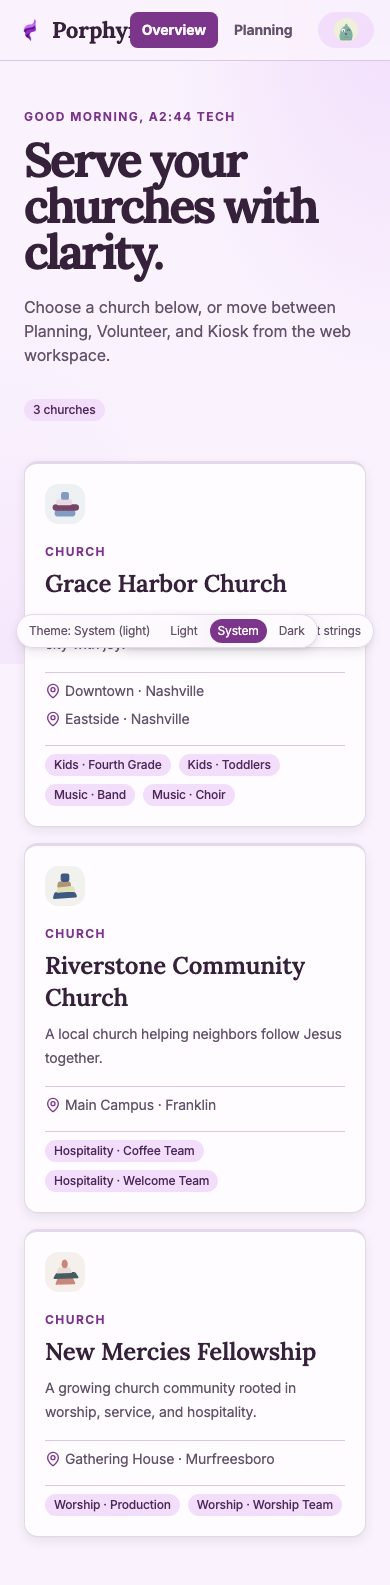 Porphy
Overview
Planning
GOOD MORNING, A2:44 TECH
Serve your
churches with
clarity.
Choose a church below, or move between
Planning, Volunteer, and Kiosk from the web
workspace.
3 churches
CHURCH
Grace Harbor Church
Theme: System (light) Light System Dark
t strings
Downtown · Nashville
Eastside · Nashville
Kids · Fourth Grade Kids · Toddlers
Music · Band Music · Choir
CHURCH
Riverstone Community
Church
A local church helping neighbors follow Jesus
together.
Main Campus · Franklin
Hospitality · Coffee Team
Hospitality · Welcome Team
CHURCH
New Mercies Fellowship
A growing church community rooted in
worship, service, and hospitality.
Gathering House · Murfreesboro
Worship · Production Worship · Worship Team